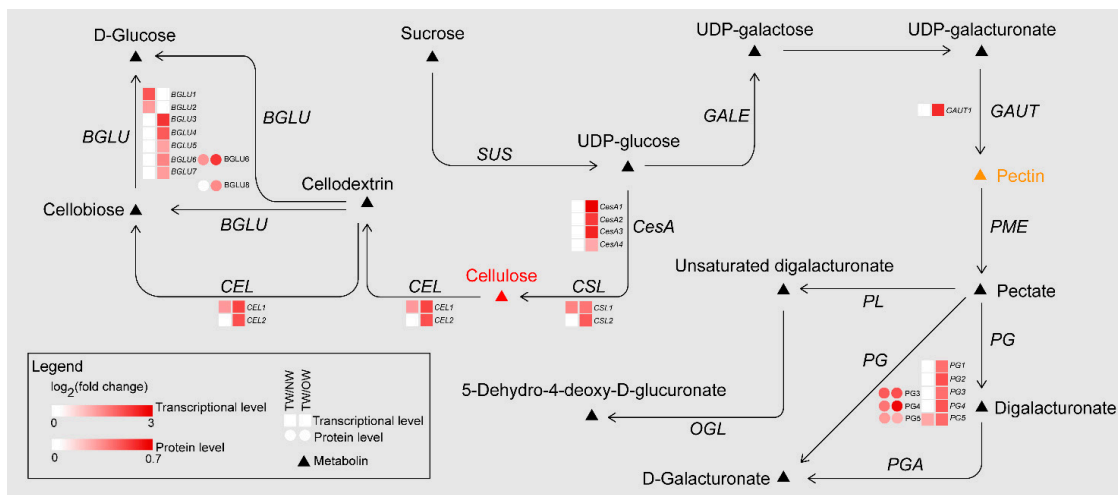 D-Glucose
Sucrose
UDP-galactose
UDP-galacturonate
BGLU1
BGLU2
BGLU3
BGLU4
BGLU5
BGLU6
BGLU7
BGLU6
BGLU8
BGLU
BGLU
SUS
GALE
UDP-glucose
GAUT1
GAUT
Pectin
Cellobiose
Cellodextrin
BGLU
CesA1
CesA2
CesA3
CesA4
CesA
PME
CEL
CEL1
CEL2
CEL
CEL1
CEL2
Cellulose
CSL
CSL1
CSL2
Unsaturated digalacturonate
PL
Pectate
PG
PG
PG1
PG2
PG3
PG4
PG5
PG3
PG4
PG5
Digalacturonate
5-Dehydro-4-deoxy-D-glucuronate
OGL
PGA
D-Galacturonate
Legend
log2(fold change)
Transcriptional level
0 3
Protein level
0 0.7
TW/NW
TW/OW
Transcriptional level
Protein level
Metabolin